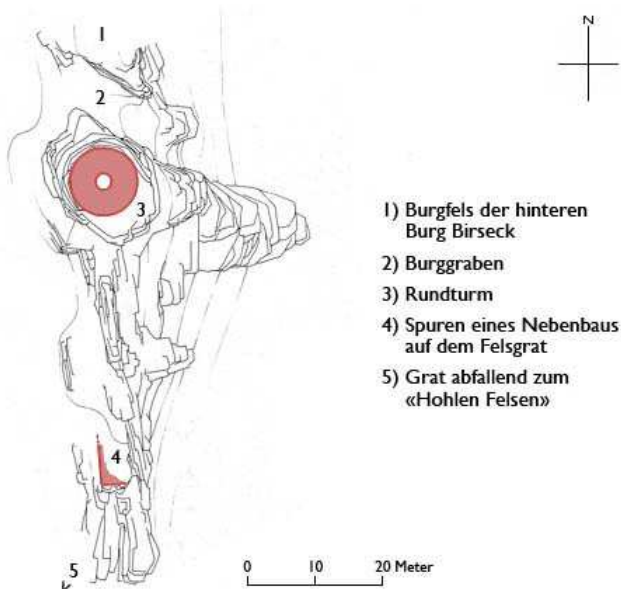 1
N
2
3
1) Burgfels der hinteren
Burg Birseck
2) Burggraben
3) Rundturm
4) Spuren eines Nebenbaus
auf dem Felsgrat
5) Grat abfallend zum
«Hohlen Felsen»
4
5
0 10 20 Meter